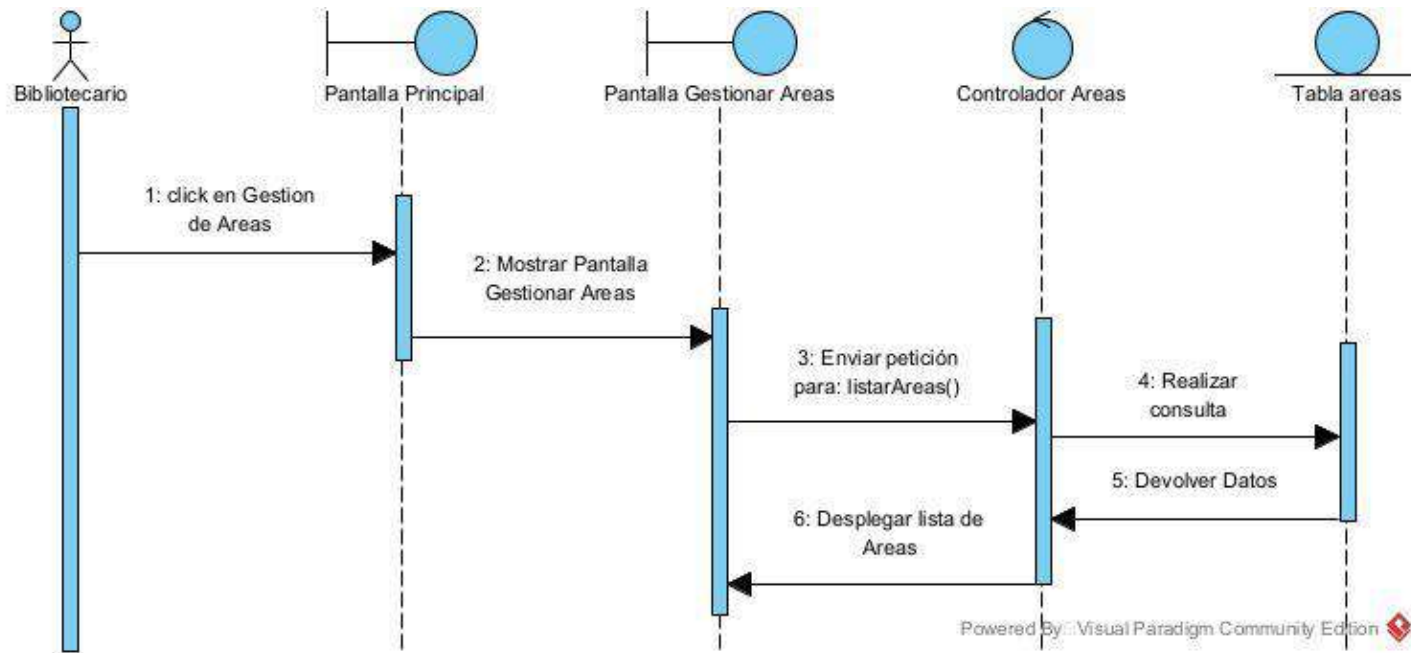 Bibliotecario
Pantalla Principal
Pantalla Gestionar Areas
Controlador Areas
Tabla areas
1: click en Gestion
de Areas
2: Mostrar Pantalla
Gestionar Areas
3: Enviar petición
para: listarAreas()
4: Realizar
consulta
5: Devolver Datos
6: Desplegar lista de
Areas
Powered By Visual Paradigm Community Edition